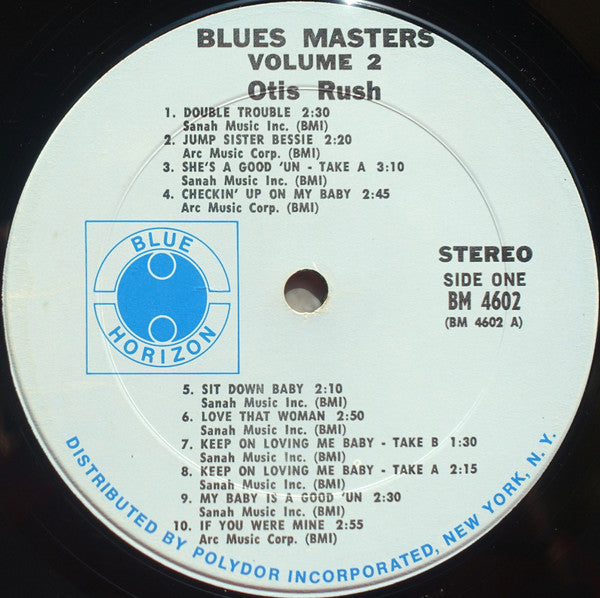 BLUES MASTERS
VOLUME 2
Otis Rush
1. DOUBLE TROUBLE 2:30
Sanah Music Inc. (BMI)
2. JUMP SISTER BESSIE 2:20
Arc Music Corp. (BMI)
3. SHE'S A GOOD 'UN - TAKE A 3:10
Sanah Music Inc. (BMI)
4. CHECKIN' UP ON MY BABY 2:45
Arc Music Corp. (BMI)
BLUE
HORIZON
STEREO
SIDE ONE
BM 4602
(BM 4602 A)
5. SIT DOWN BABY 2:10
Sanah Music Inc. (BMI)
6. LOVE THAT WOMAN 2:50
Sanah Music Inc. (BMI)
7. KEEP ON LOVING ME BABY - TAKE B 1:30
Sanah Music Inc. (BMI)
8. KEEP ON LOVING ME BABY - TAKE A 2:15
Sanah Music Inc. (BMI)
9. MY BABY IS A GOOD 'UN 2:30
Sanah Music Inc. (BMI)
10. IF YOU WERE MINE 2:55
Arc Music Corp. (BMI)
DISTRIBUTED BY POLYDOR INCORPORATED, NEW YORK, N.Y.